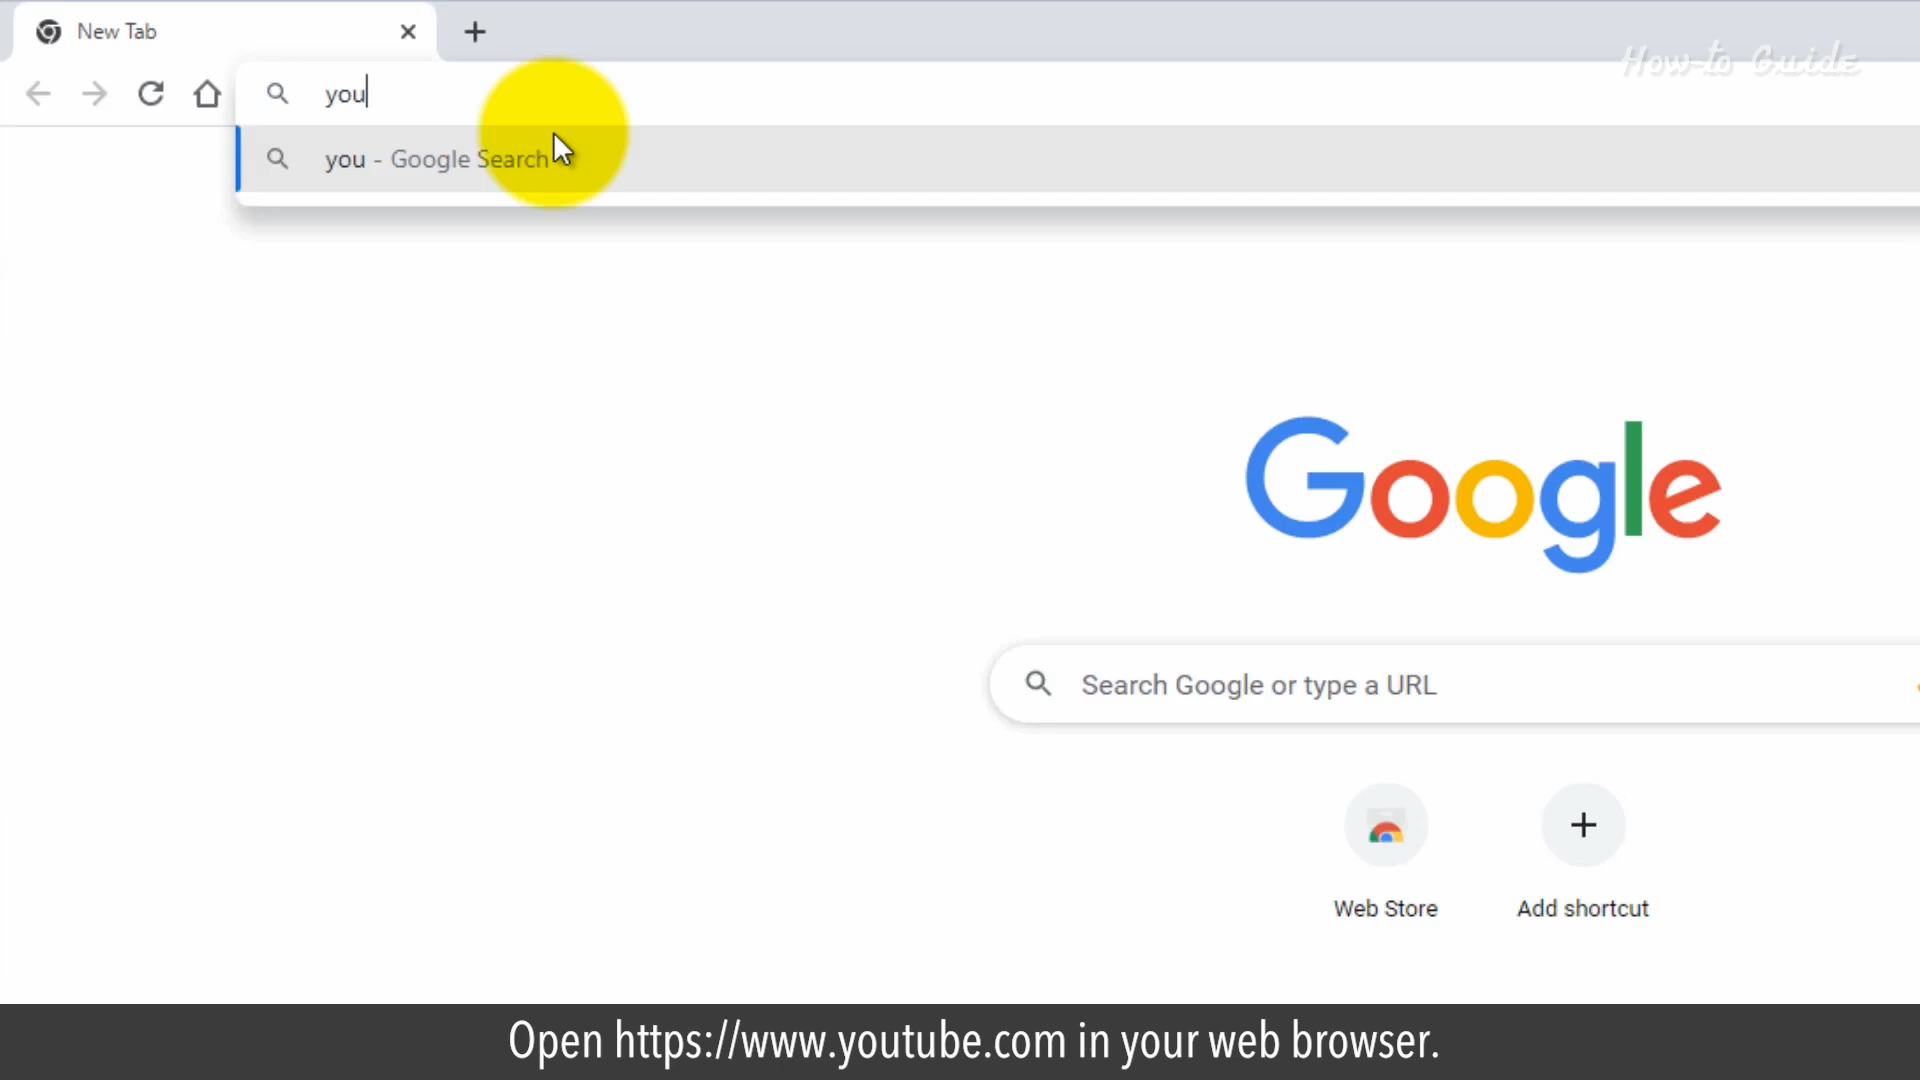 New Tab
How-to Guide
you
you - Google Search
Google
Search Google or type a URL
Web Store
Add shortcut
Open https://www.youtube.com in your web browser.